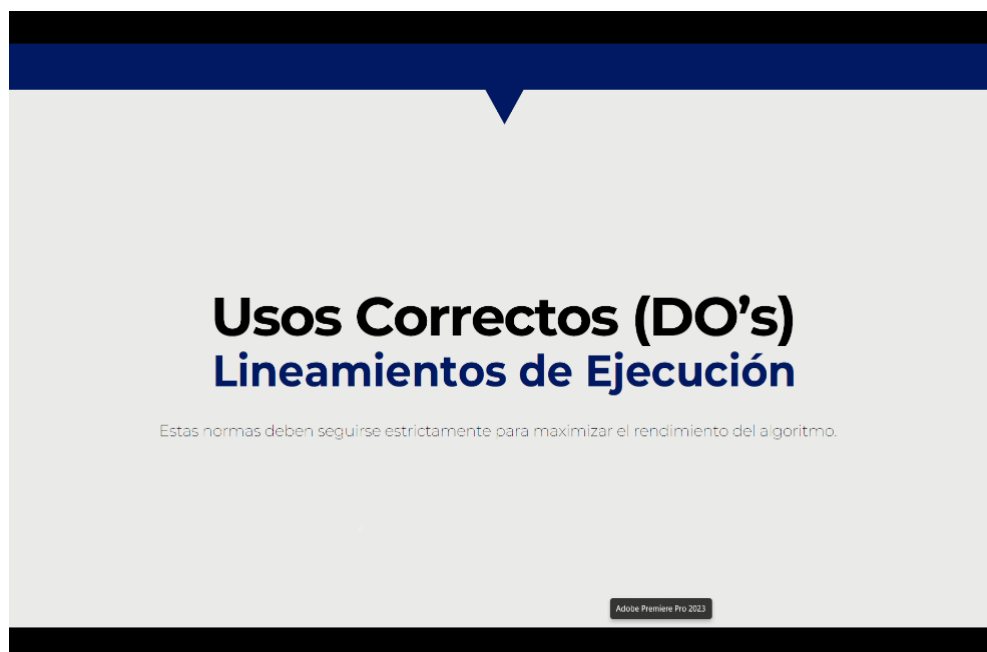 Usos Correctos (DO’s)
Lineamientos de Ejecución
Estas normas deben seguirse estrictamente para maximizar el rendimiento del algoritmo.
Adobe Premiere Pro 2023